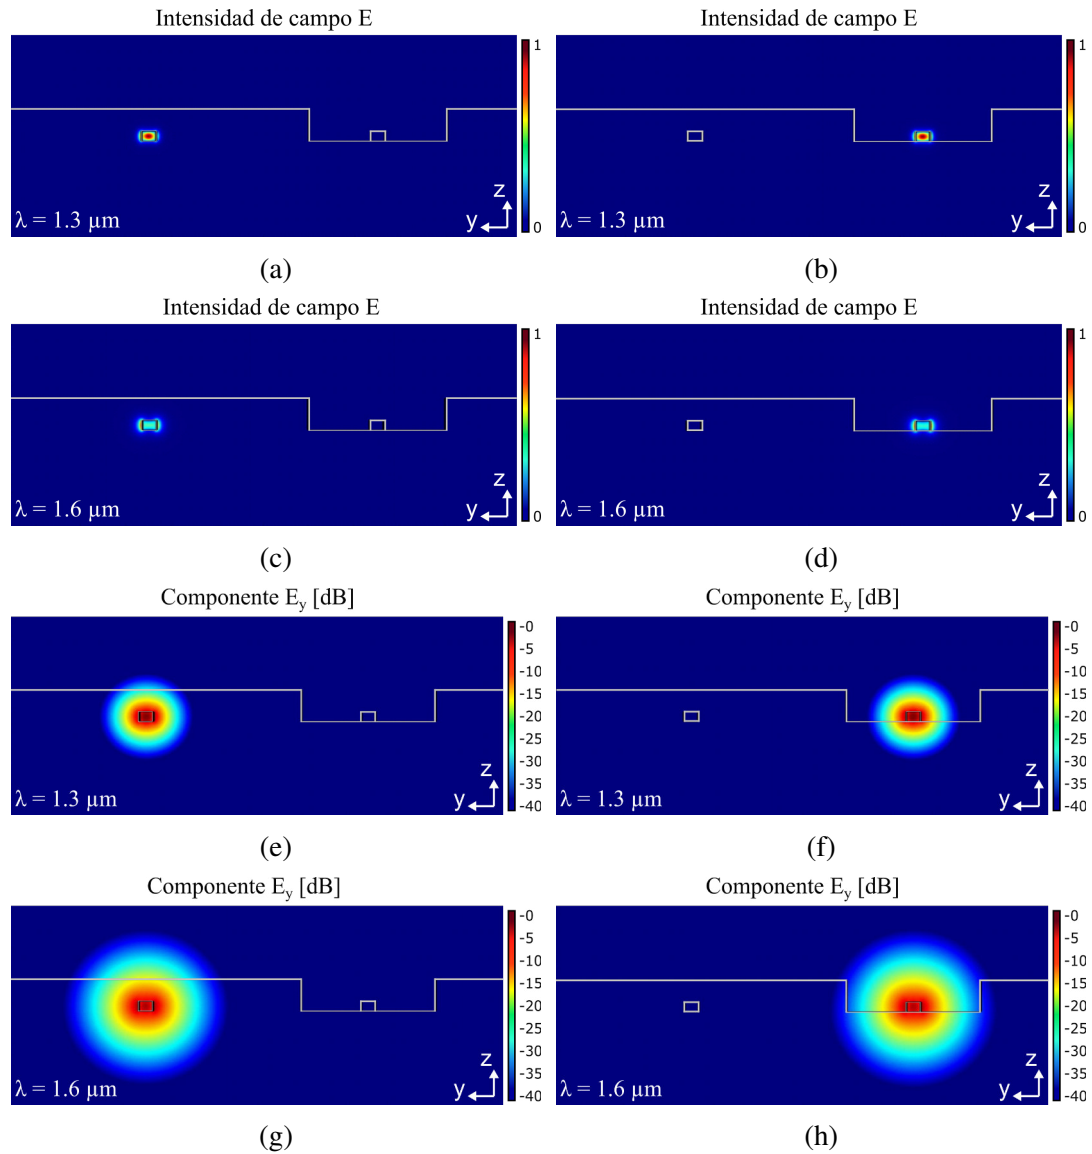 Intensidad de campo E
1
z
y
λ = 1.3 µm
0
(a)
Intensidad de campo E
1
z
y
λ = 1.3 µm
0
(b)
Intensidad de campo E
1
z
y
λ = 1.6 µm
0
(c)
Intensidad de campo E
1
z
y
λ = 1.6 µm
0
(d)
Componente E_y [dB]
-0
-5
-10
-15
-20
-25
-30
-35
-40
z
y
λ = 1.3 µm
(e)
Componente E_y [dB]
-0
-5
-10
-15
-20
-25
-30
-35
-40
z
y
λ = 1.3 µm
(f)
Componente E_y [dB]
-0
-5
-10
-15
-20
-25
-30
-35
-40
z
y
λ = 1.6 µm
(g)
Componente E_y [dB]
-0
-5
-10
-15
-20
-25
-30
-35
-40
z
y
λ = 1.6 µm
(h)